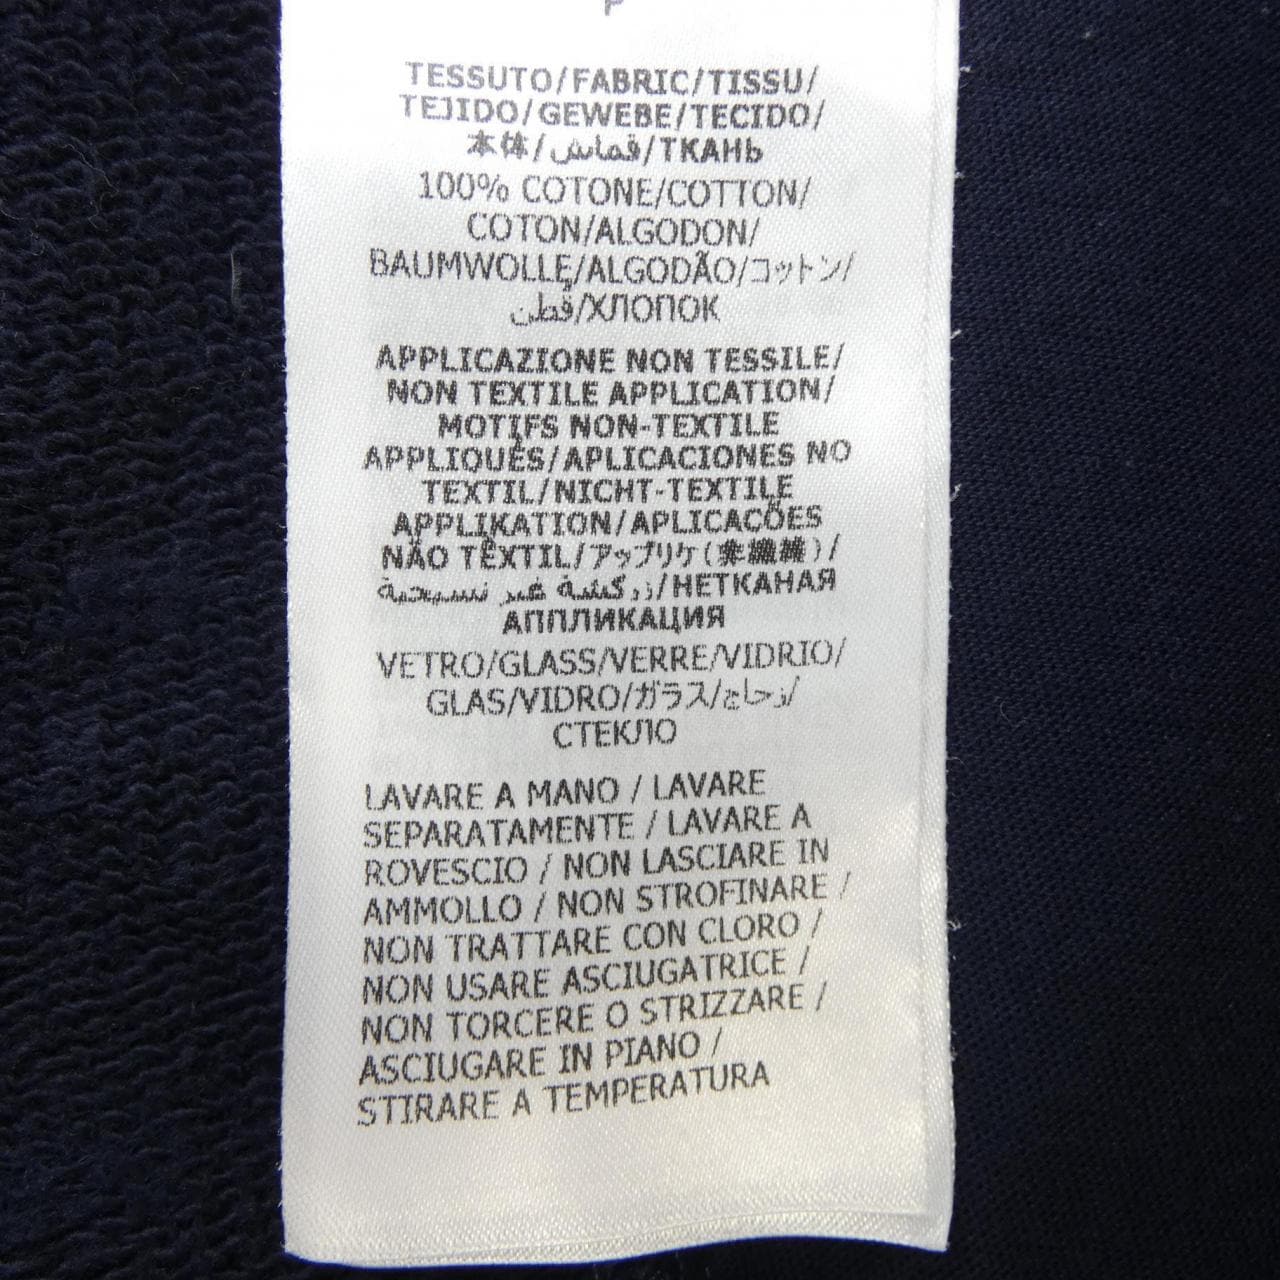 TESSUTO/FABRIC/TISSU/
TEJIDO/GEWEBE/TECIDO/
本体/قماش/ТКАНЬ
100% COTONE/COTTON/
COTON/ALGODON/
BAUMWOLLE/ALGODÃO/コットン/
قطن/ХЛОПОК
APPLICAZIONE NON TESSILE/
NON TEXTILE APPLICATION/
MOTIFS NON-TEXTILE
APPLIQUÉS/APLICACIONES NO
TEXTIL/NICHT-TEXTILE
APPLIKATION/APLICAÇÕES
NÃO TÊXTIL/アップリケ(非繊維)/
زركشة غير نسيجية/НЕТКАНАЯ
АППЛИКАЦИЯ
VETRO/GLASS/VERRE/VIDRIO/
GLAS/VIDRO/ガラス/زجاج/
СТЕКЛО
LAVARE A MANO / LAVARE
SEPARATAMENTE / LAVARE A
ROVESCIO / NON LASCIARE IN
AMMOLLO / NON STROFINARE /
NON TRATTARE CON CLORO /
NON USARE ASCIUGATRICE /
NON TORCERE O STRIZZARE /
ASCIUGARE IN PIANO /
STIRARE A TEMPERATURA